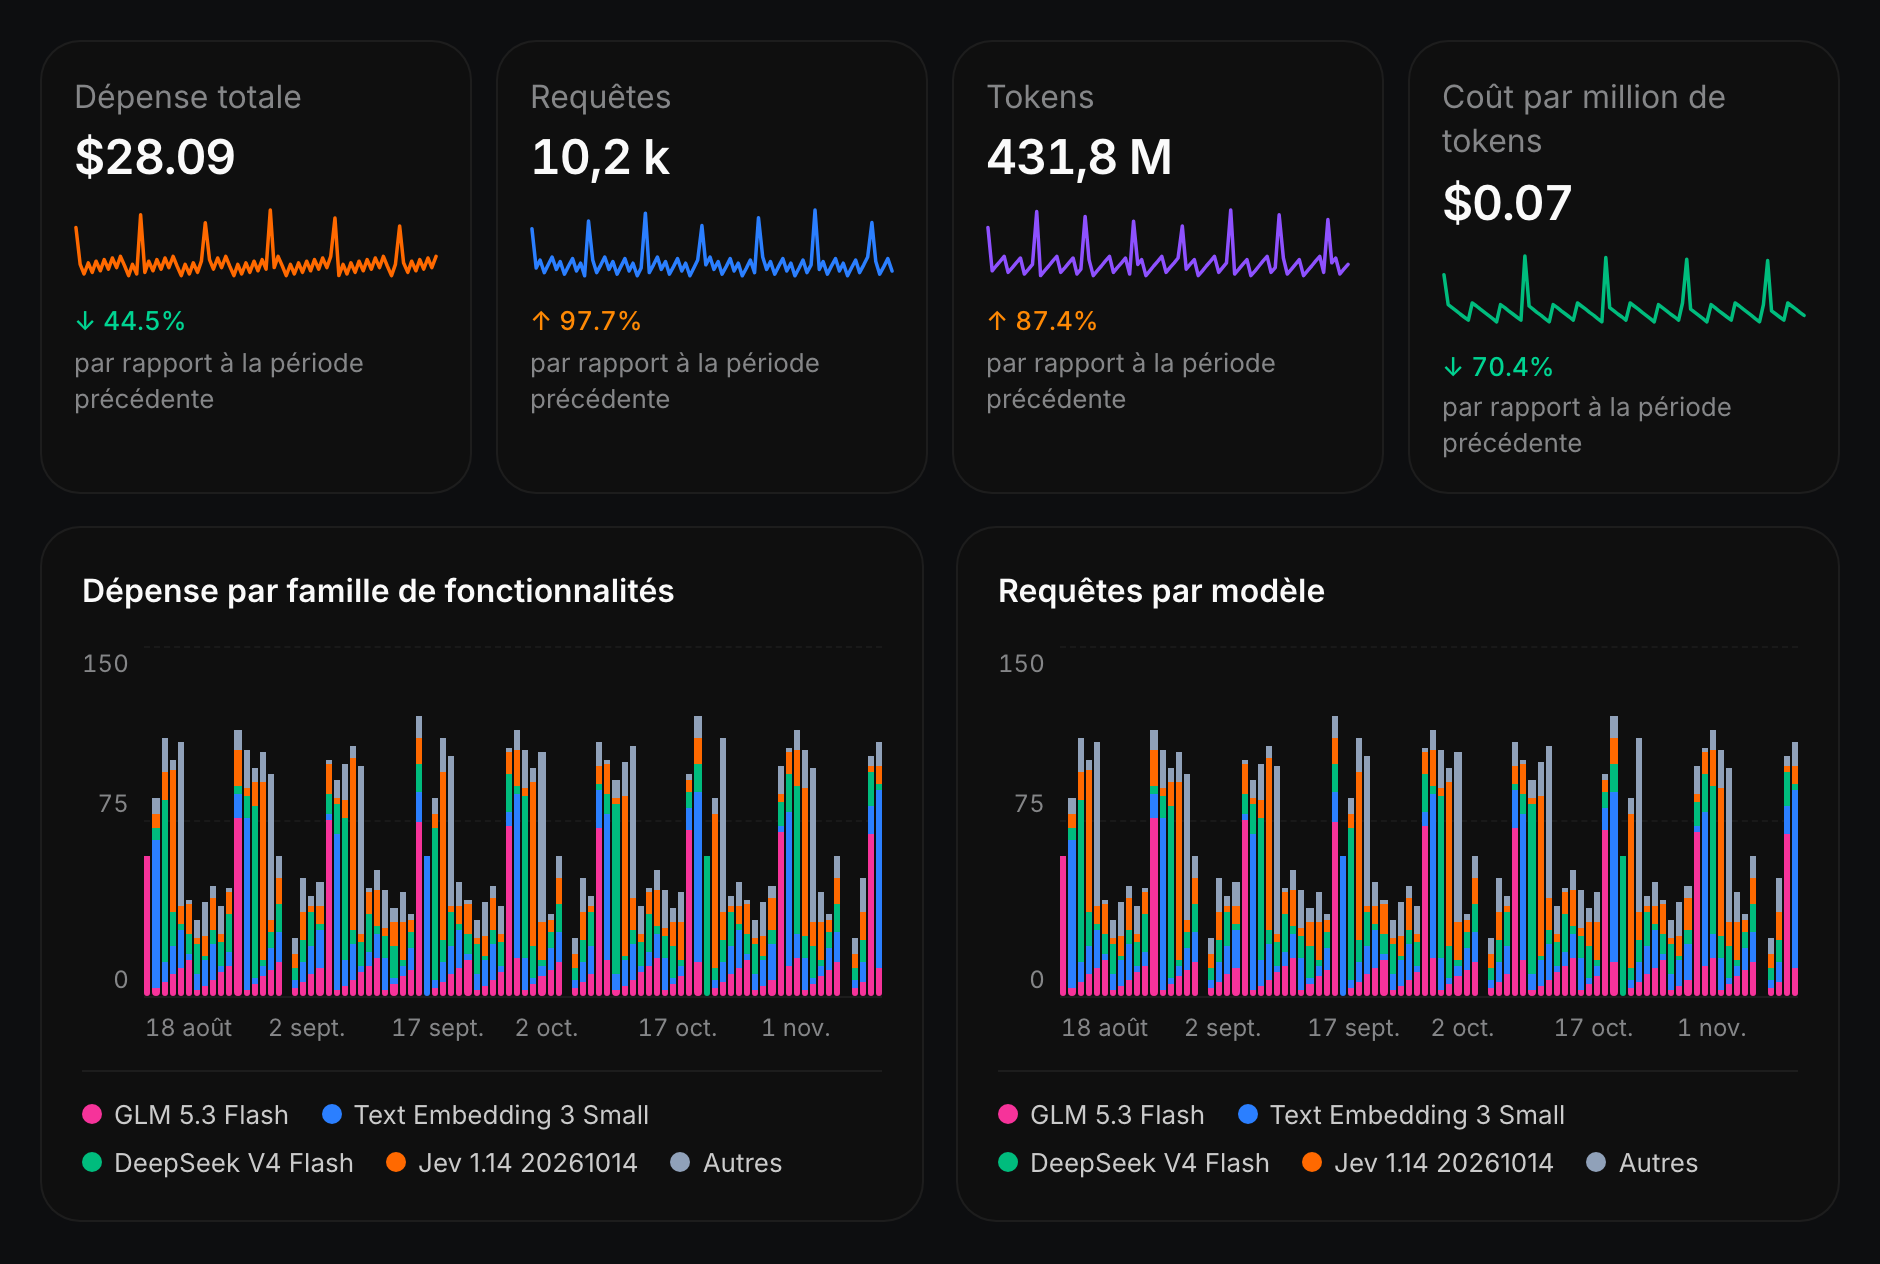 Dépense totale
$28.09
↓ 44.5%
par rapport à la période
précédente
Requêtes
10,2 k
↑ 97.7%
par rapport à la période
précédente
Tokens
431,8 M
↑ 87.4%
par rapport à la période
précédente
Coût par million de
tokens
$0.07
↓ 70.4%
par rapport à la période
précédente
Dépense par famille de fonctionnalités
150
75
0
18 août 2 sept. 17 sept. 2 oct. 17 oct. 1 nov.
GLM 5.3 Flash Text Embedding 3 Small
DeepSeek V4 Flash Jev 1.14 20261014 Autres
Requêtes par modèle
150
75
0
18 août 2 sept. 17 sept. 2 oct. 17 oct. 1 nov.
GLM 5.3 Flash Text Embedding 3 Small
DeepSeek V4 Flash Jev 1.14 20261014 Autres